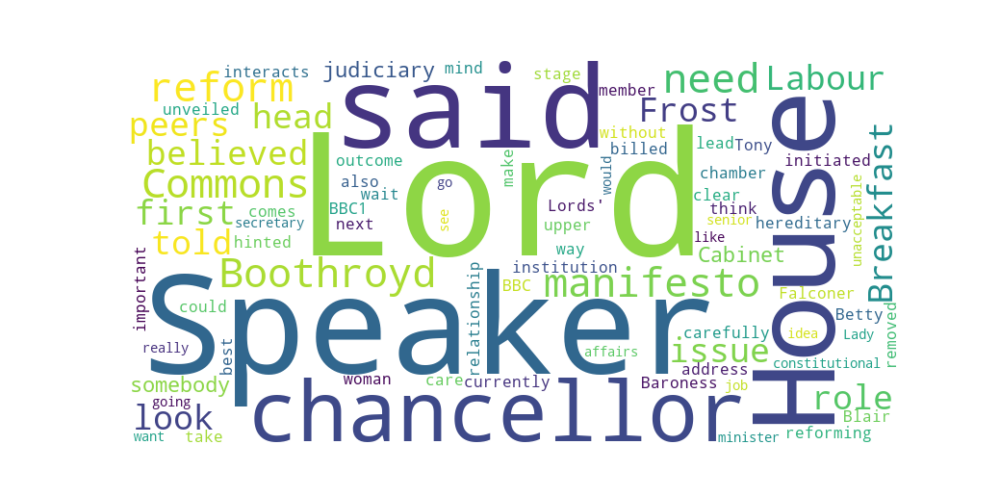 interacts judiciary mind stage said member need Labour
reform unveiled head Frost
peers believed outcome without billed lead Tony initiated
Commons also wait go make would chamber clear
first comes BBC1 Lord Lords' think hereditary
told hinted secretary next see upper way like senior unacceptable
Boothroyd institution Cabinet House Breakfast
important could relationship BBC manifesto Falconer Betty
Speaker carefully idea Lady removed
really best affairs issue constitutional
somebody woman care currently address Baroness job role
going look chancellor Blair
want take minister reforming